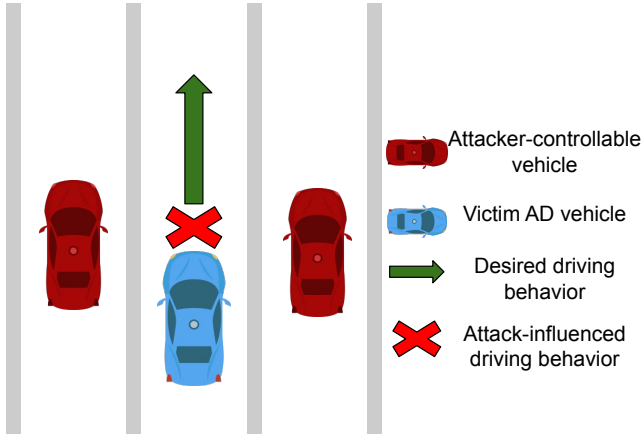 Attacker-controllable
vehicle
Victim AD vehicle
Desired driving
behavior
Attack-influenced
driving behavior